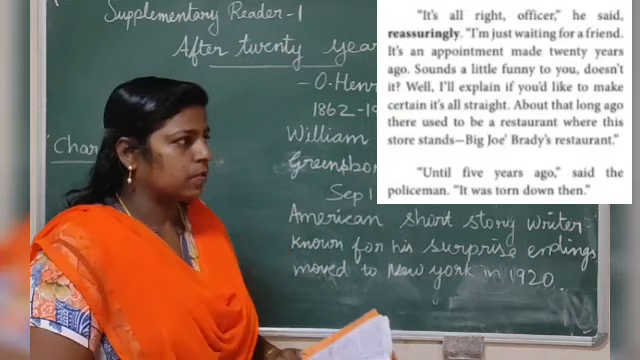 Supplementary Reader-1
After twenty year
- O. Henr
1862-19
"Char
William
Greensbor
Sep 1
American short story writer
known for his surprise endings
moved to New york in 1920.
"It's all right, officer," he said,
reassuringly. "I'm just waiting for a friend.
It's an appointment made twenty years
ago. Sounds a little funny to you, doesn't
it? Well, I'll explain if you'd like to make
certain it's all straight. About that long ago
there used to be a restaurant where this
store stands—Big Joe' Brady's restaurant."
"Until five years ago," said the
policeman. "It was torn down then."